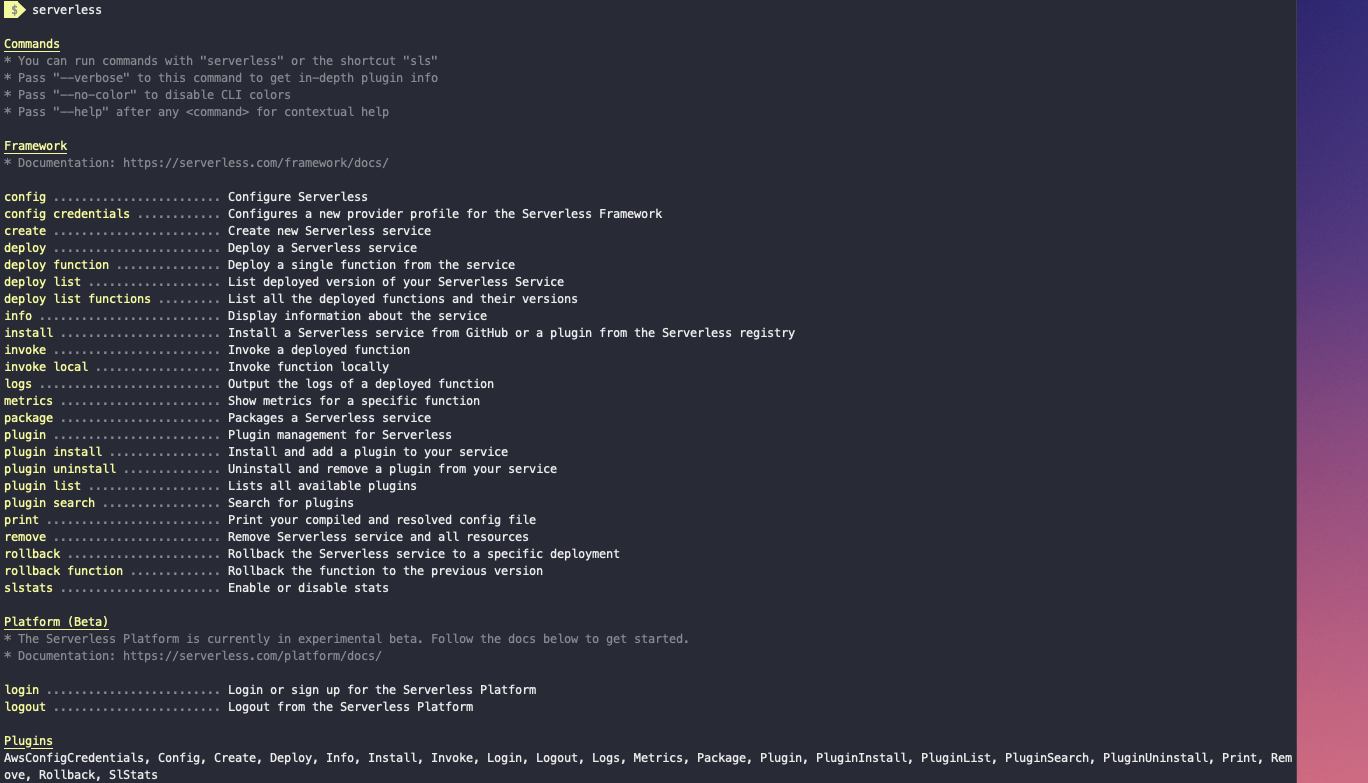 $ serverless
Commands
* You can run commands with "serverless" or the shortcut "sls"
* Pass "--verbose" to this command to get in-depth plugin info
* Pass "--no-color" to disable CLI colors
* Pass "--help" after any <command> for contextual help
Framework
* Documentation: https://serverless.com/framework/docs/
config ........................ Configure Serverless
config credentials ............ Configures a new provider profile for the Serverless Framework
create ........................ Create new Serverless service
deploy ........................ Deploy a Serverless service
deploy function ............... Deploy a single function from the service
deploy list ................... List deployed version of your Serverless Service
deploy list functions ......... List all the deployed functions and their versions
info .......................... Display information about the service
install ....................... Install a Serverless service from GitHub or a plugin from the Serverless registry
invoke ........................ Invoke a deployed function
invoke local .................. Invoke function locally
logs .......................... Output the logs of a deployed function
metrics ....................... Show metrics for a specific function
package ....................... Packages a Serverless service
plugin ........................ Plugin management for Serverless
plugin install ................ Install and add a plugin to your service
plugin uninstall .............. Uninstall and remove a plugin from your service
plugin list ................... Lists all available plugins
plugin search ................. Search for plugins
print ......................... Print your compiled and resolved config file
remove ........................ Remove Serverless service and all resources
rollback ...................... Rollback the Serverless service to a specific deployment
rollback function ............. Rollback the function to the previous version
slstats ....................... Enable or disable stats
Platform (Beta)
* The Serverless Platform is currently in experimental beta. Follow the docs below to get started.
* Documentation: https://serverless.com/platform/docs/
login ......................... Login or sign up for the Serverless Platform
logout ........................ Logout from the Serverless Platform
Plugins
AwsConfigCredentials, Config, Create, Deploy, Info, Install, Invoke, Login, Logout, Logs, Metrics, Package, Plugin, PluginInstall, PluginList, PluginSearch, PluginUninstall, Print, Rem
ove, Rollback, SlStats